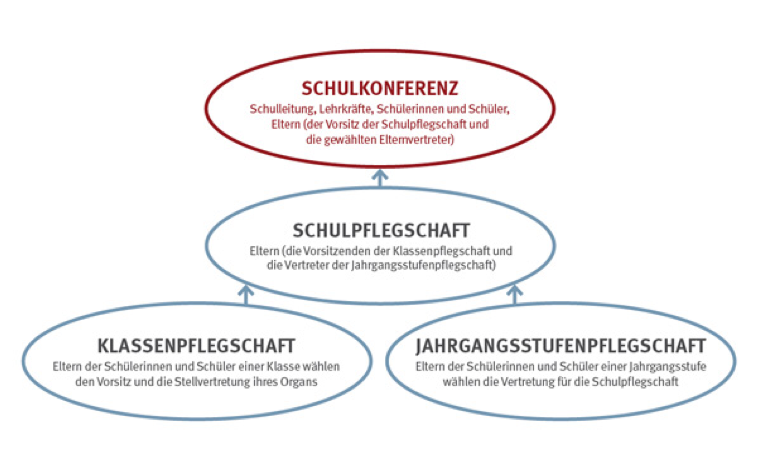 SCHULKONFERENZ
Schulleitung, Lehrkräfte, Schülerinnen und Schüler,
Eltern (der Vorsitz der Schulpflegschaft und
die gewählten Elternvertreter)
SCHULPFLEGSCHAFT
Eltern (die Vorsitzenden der Klassenpflegschaft und
die Vertreter der Jahrgangsstufenpflegschaft)
KLASSENPFLEGSCHAFT
Eltern der Schülerinnen und Schüler einer Klasse wählen
den Vorsitz und die Stellvertretung ihres Organs
JAHRGANGSSTUFENPFLEGSCHAFT
Eltern der Schülerinnen und Schüler einer Jahrgangsstufe
wählen die Vertretung für die Schulpflegschaft